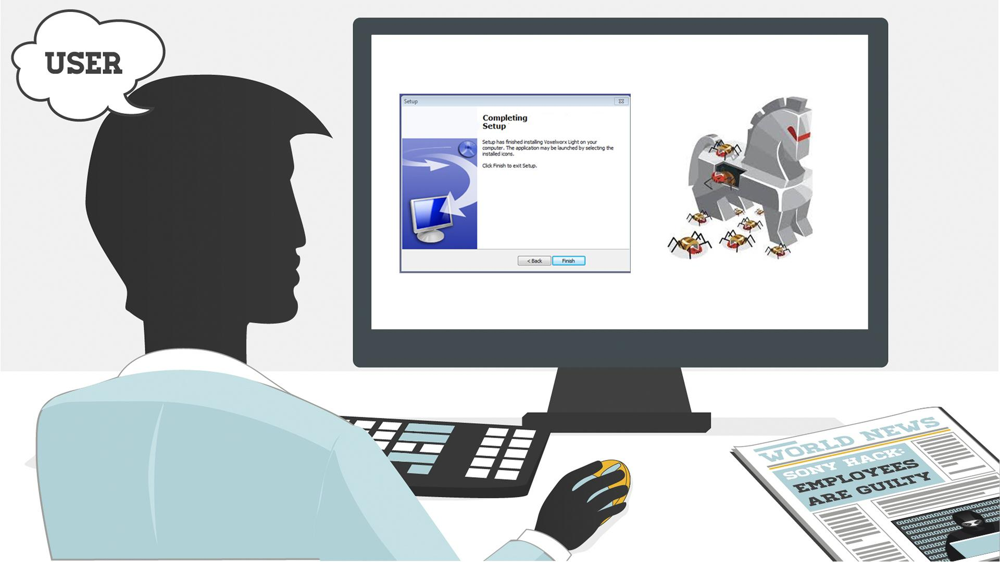 USER
Setup
Completing
Setup
Setup has finished installing Voxelworx Light on your
computer. The application may be launched by selecting the
installed icons.
Click Finish to exit Setup.
< Back
Finish
WORLD NEWS
SONY HACK:
EMPLOYEES
ARE GUILTY